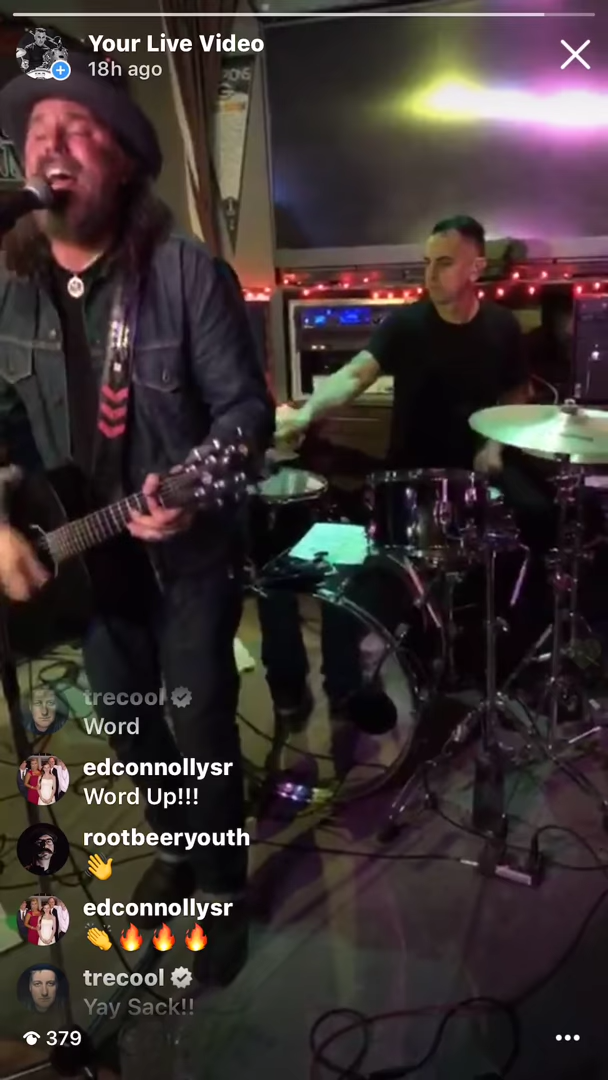 Your Live Video
18h ago
trecool
Word
edconnollysr
Word Up!!!
rootbeeryouth
👋
edconnollysr
👏🔥🔥🔥
trecool
Yay Sack!!
379